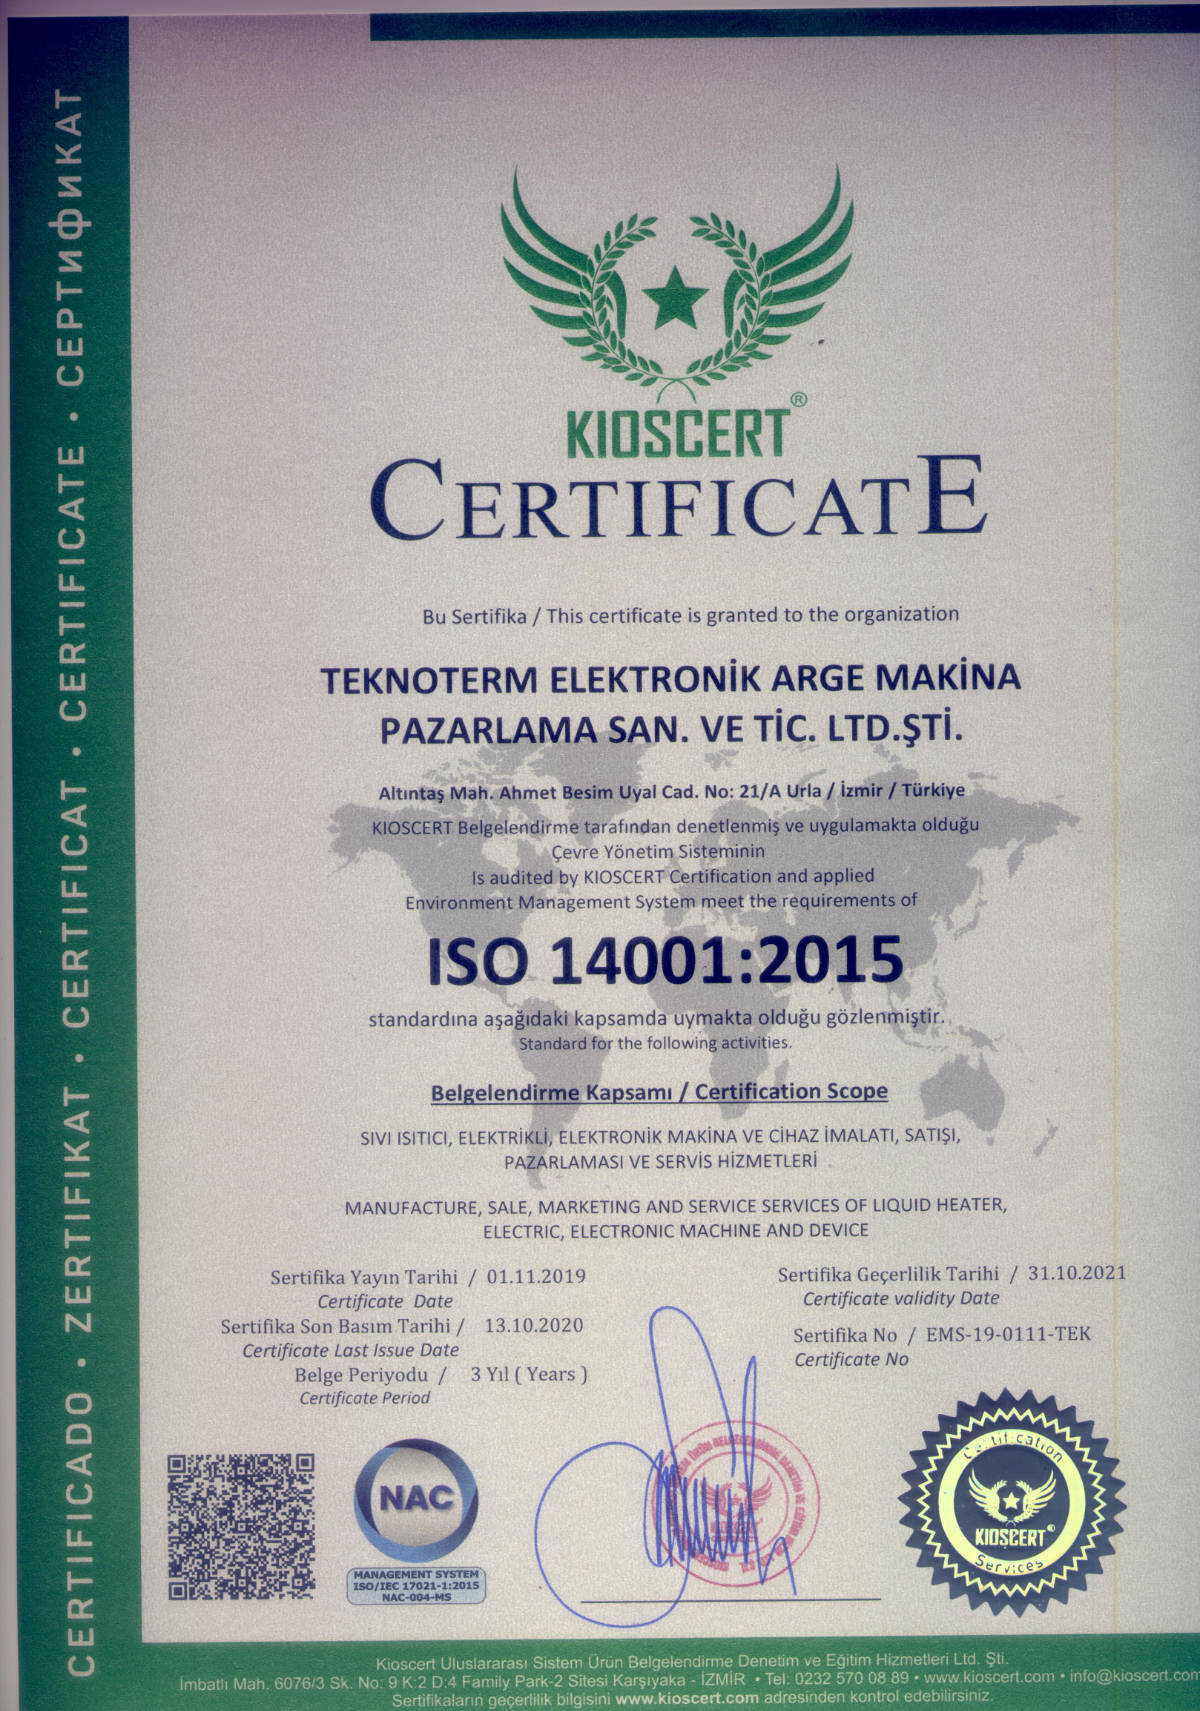 CERTIFICADO • ZERTIFIKAT • CERTIFICAT • CERTIFICATE • СЕРТИФИКАТ
KIOSCERT®
CERTIFICATE
Bu Sertifika / This certificate is granted to the organization
TEKNOTERM ELEKTRONİK ARGE MAKİNA
PAZARLAMA SAN. VE TİC. LTD.ŞTİ.
Altıntaş Mah. Ahmet Besim Uyal Cad. No: 21/A Urla / İzmir / Türkiye
KIOSCERT Belgelendirme tarafından denetlenmiş ve uygulamakta olduğu
Çevre Yönetim Sisteminin
Is audited by KIOSCERT Certification and applied
Environment Management System meet the requirements of
ISO 14001:2015
standardına aşağıdaki kapsamda uymakta olduğu gözlenmiştir.
Standard for the following activities.
Belgelendirme Kapsamı / Certification Scope
SIVI ISITICI, ELEKTRİKLİ, ELEKTRONİK MAKİNA VE CİHAZ İMALATI, SATIŞI,
PAZARLAMASI VE SERVİS HİZMETLERİ
MANUFACTURE, SALE, MARKETING AND SERVICE SERVICES OF LIQUID HEATER,
ELECTRIC, ELECTRONIC MACHINE AND DEVICE
Sertifika Yayın Tarihi / 01.11.2019
Certificate Date
Sertifika Son Basım Tarihi / 13.10.2020
Certificate Last Issue Date
Belge Periyodu / 3 Yıl ( Years )
Certificate Period
Sertifika Geçerlilik Tarihi / 31.10.2021
Certificate validity Date
Sertifika No / EMS-19-0111-TEK
Certificate No
NAC
MANAGEMENT SYSTEM
ISO/IEC 17021-1:2015
NAC-004-MS
Certification
KIOSCERT®
Services
Kioscert Uluslararası Sistem Ürün Belgelendirme Denetim ve Eğitim Hizmetleri Ltd. Şti.
İmbatlı Mah. 6076/3 Sk. No: 9 K:2 D:4 Family Park-2 Sitesi Karşıyaka - İZMİR • Tel: 0232 570 08 89 • www.kioscert.com • info@kioscert.com
Sertifikaların geçerlilik bilgisini www.kioscert.com adresinden kontrol edebilirsiniz.